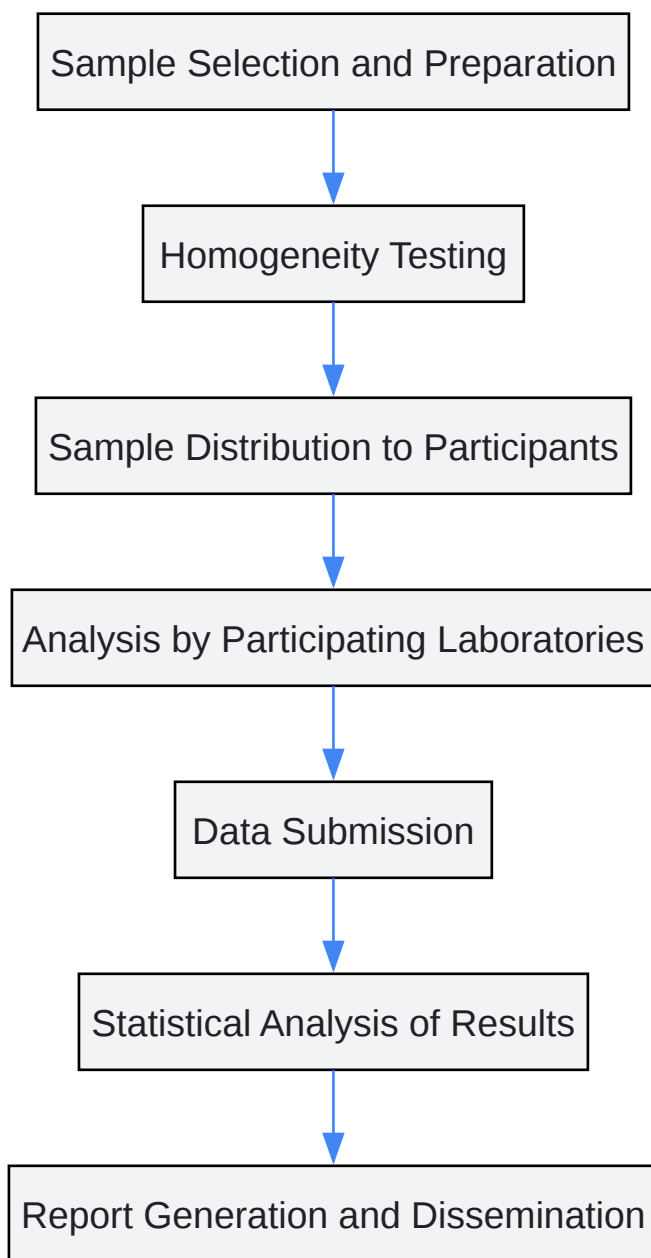 Sample Selection and Preparation
Homogeneity Testing
Sample Distribution to Participants
Analysis by Participating Laboratories
Data Submission
Statistical Analysis of Results
Report Generation and Dissemination